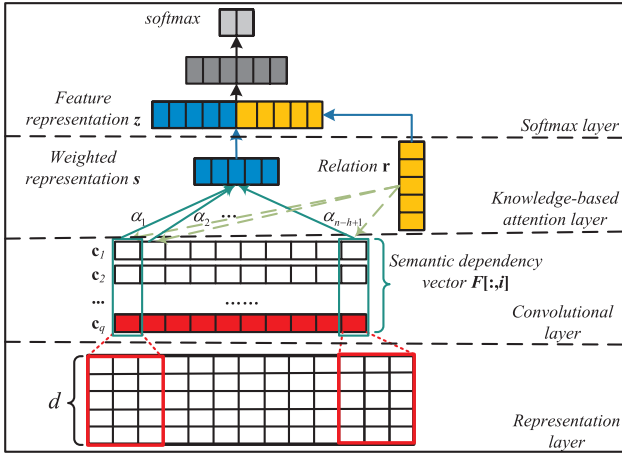 softmax
Feature
representation z
Softmax layer
Weighted
representation s
Relation r
Knowledge-based
attention layer
α1 α2 ... αn−h+1
c1
c2
... ......
cq
Semantic dependency
vector F[:,i]
Convolutional
layer
d
Representation
layer